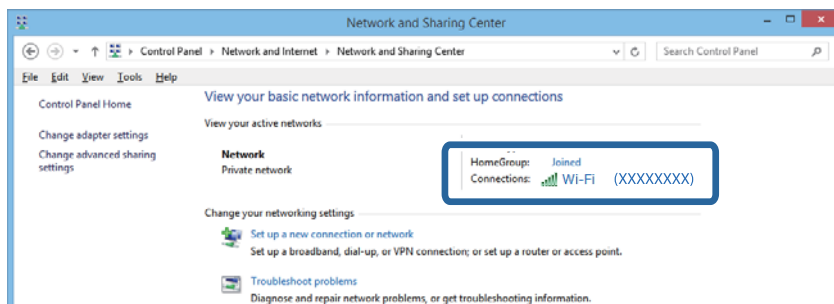 Network and Sharing Center
Control Panel Network and Internet Network and Sharing Center
Search Control Panel
File Edit View Tools Help
Control Panel Home
Change adapter settings
Change advanced sharing
settings
View your basic network information and set up connections
View your active networks
Network
Private network
HomeGroup: Joined
Connections: Wi-Fi (XXXXXXXX)
Change your networking settings
Set up a new connection or network
Set up a broadband, dial-up, or VPN connection; or set up a router or access point.
Troubleshoot problems
Diagnose and repair network problems, or get troubleshooting information.